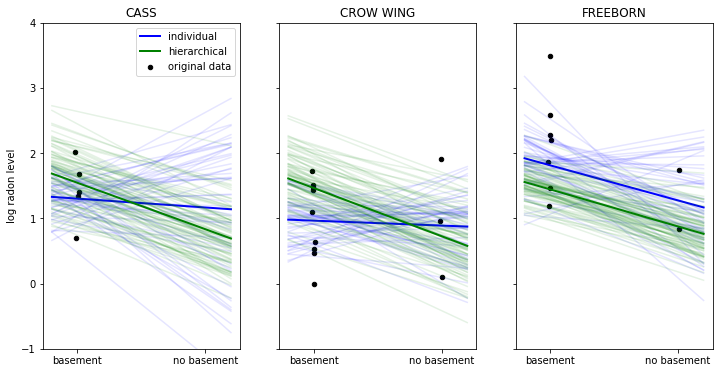 CASS
CROW WING
FREEBORN
log radon level
4
3
2
1
0
-1
individual
hierarchical
original data
basement
no basement
basement
no basement
basement
no basement